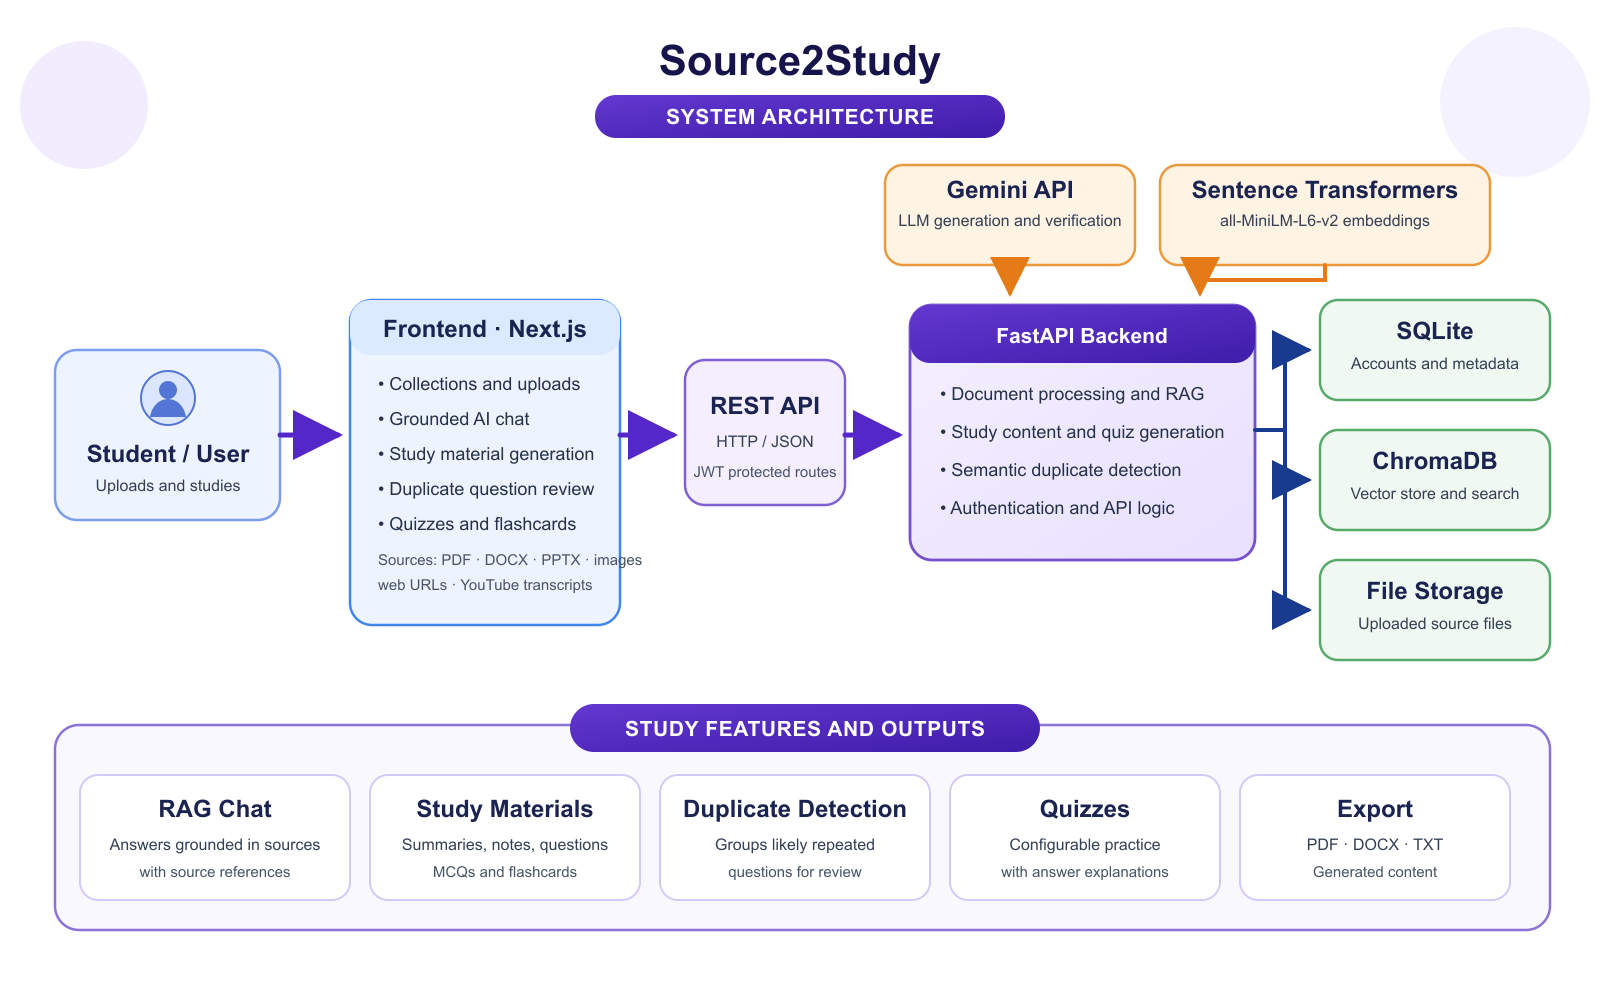 Source2Study
SYSTEM ARCHITECTURE
Gemini API
LLM generation and verification
Sentence Transformers
all-MiniLM-L6-v2 embeddings
Student / User
Uploads and studies
Frontend · Next.js
• Collections and uploads
• Grounded AI chat
• Study material generation
• Duplicate question review
• Quizzes and flashcards
Sources: PDF · DOCX · PPTX · images
web URLs · YouTube transcripts
REST API
HTTP / JSON
JWT protected routes
FastAPI Backend
• Document processing and RAG
• Study content and quiz generation
• Semantic duplicate detection
• Authentication and API logic
SQLite
Accounts and metadata
ChromaDB
Vector store and search
File Storage
Uploaded source files
STUDY FEATURES AND OUTPUTS
RAG Chat
Answers grounded in sources
with source references
Study Materials
Summaries, notes, questions
MCQs and flashcards
Duplicate Detection
Groups likely repeated
questions for review
Quizzes
Configurable practice
with answer explanations
Export
PDF · DOCX · TXT
Generated content